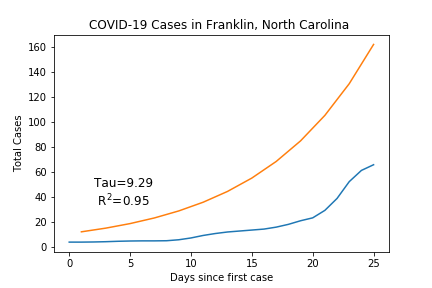 COVID-19 Cases in Franklin, North Carolina
160
140
120
100
80
60
40
20
0
Total Cases
Tau=9.29
R²=0.95
0 5 10 15 20 25
Days since first case